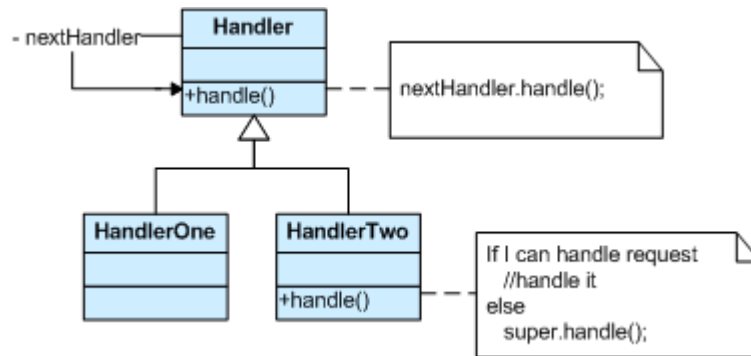 Handler
- nextHandler
+handle()
nextHandler.handle();
HandlerOne
HandlerTwo
+handle()
If I can handle request
//handle it
else
super.handle();